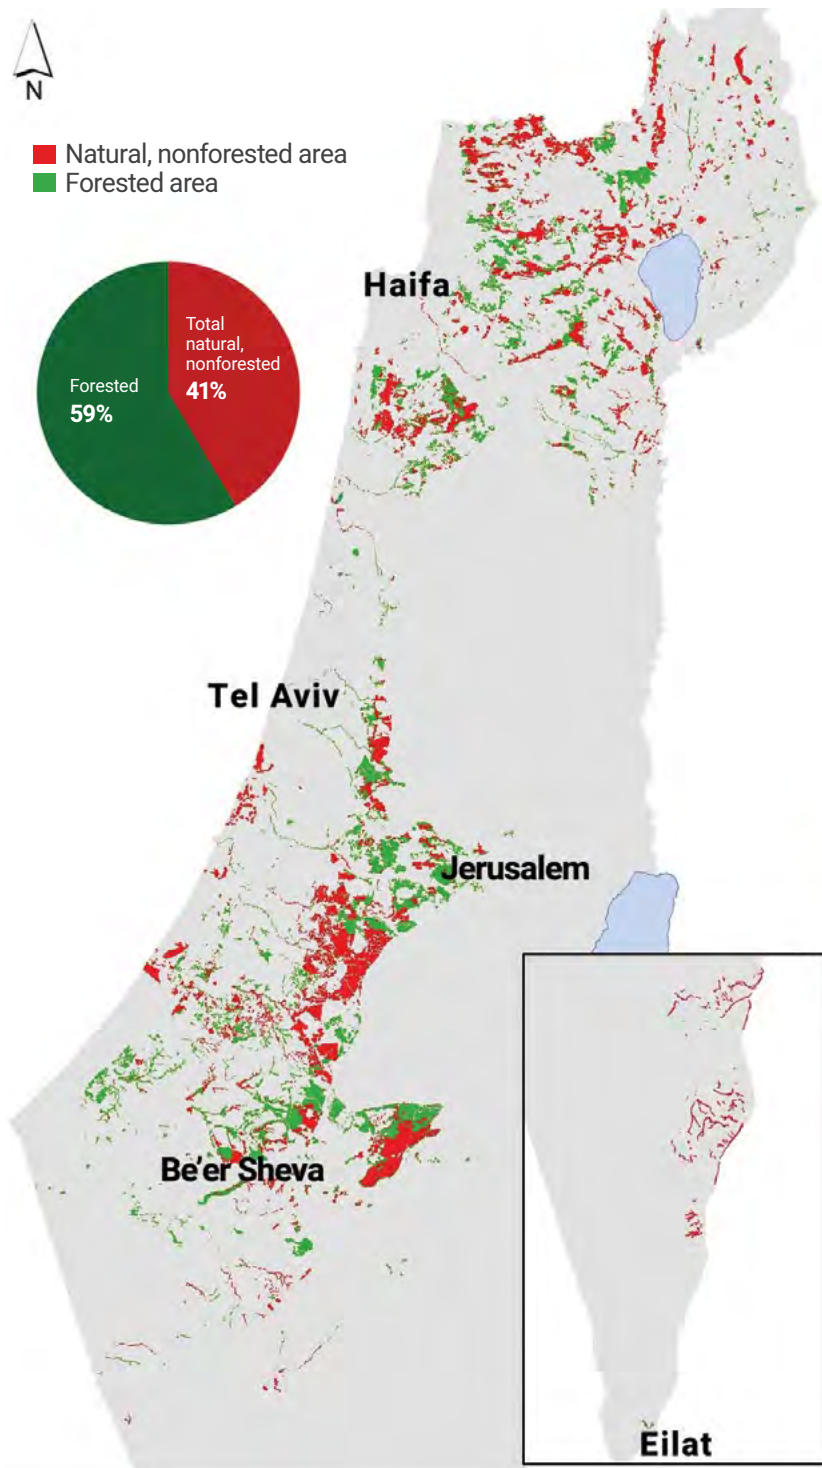 N
Natural, nonforested area
Forested area
Haifa
Total
natural,
nonforested
41%
Forested
59%
Tel Aviv
Jerusalem
Be’er Sheva
Eilat